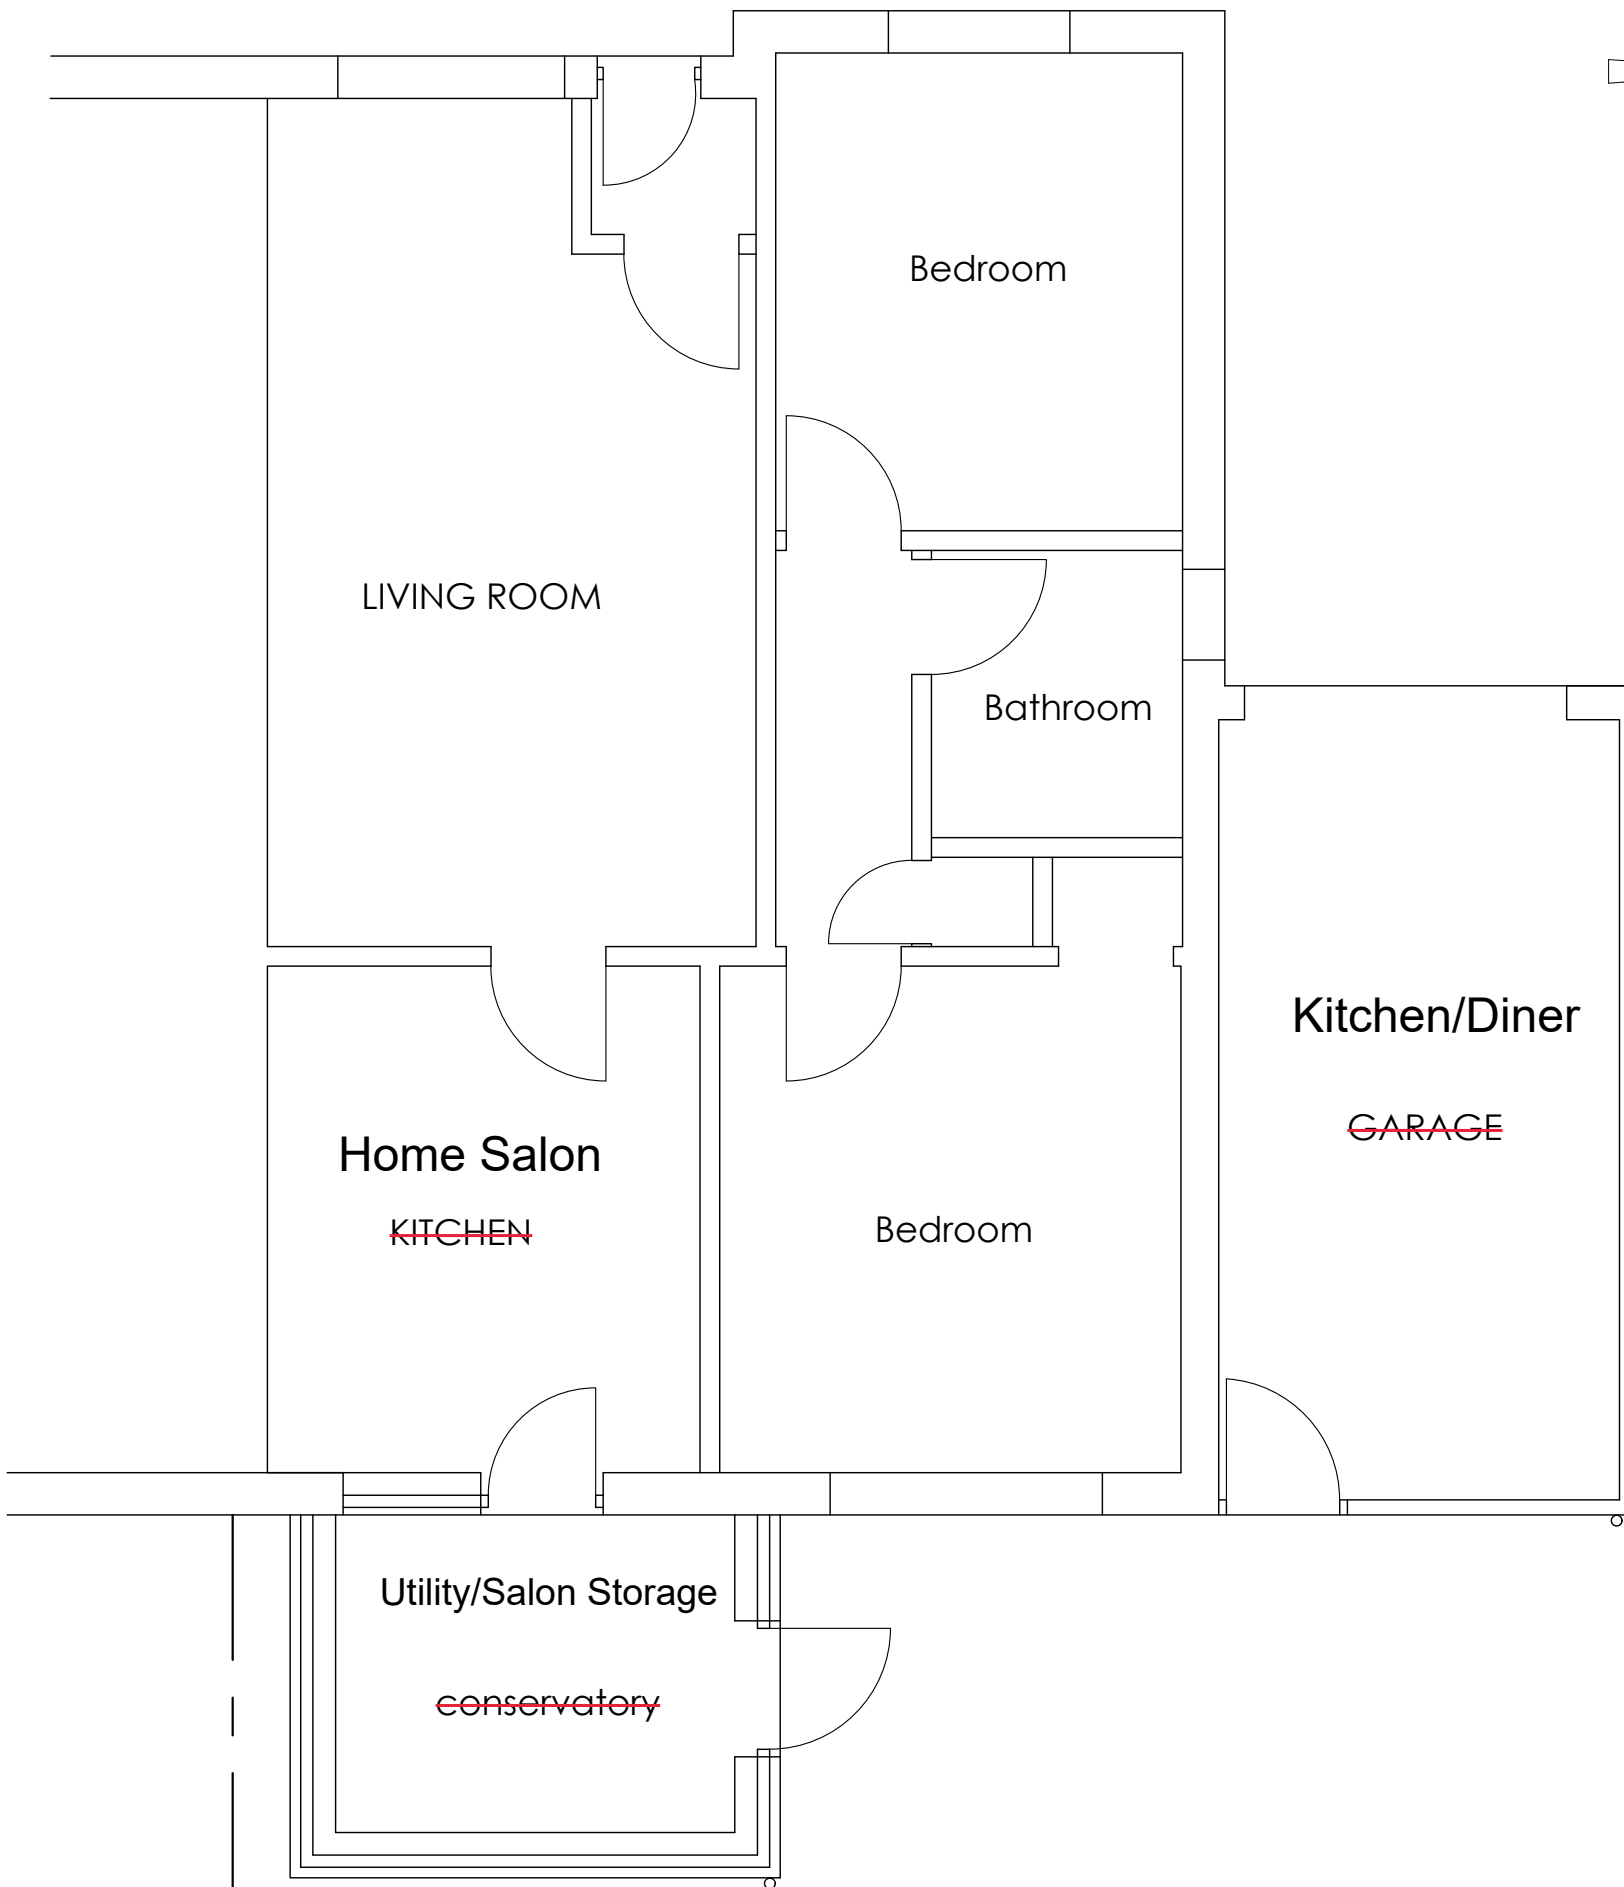 Bedroom
LIVING ROOM
Bathroom
Kitchen/Diner
GARAGE
Home Salon
KITCHEN
Bedroom
Utility/Salon Storage
conservatory